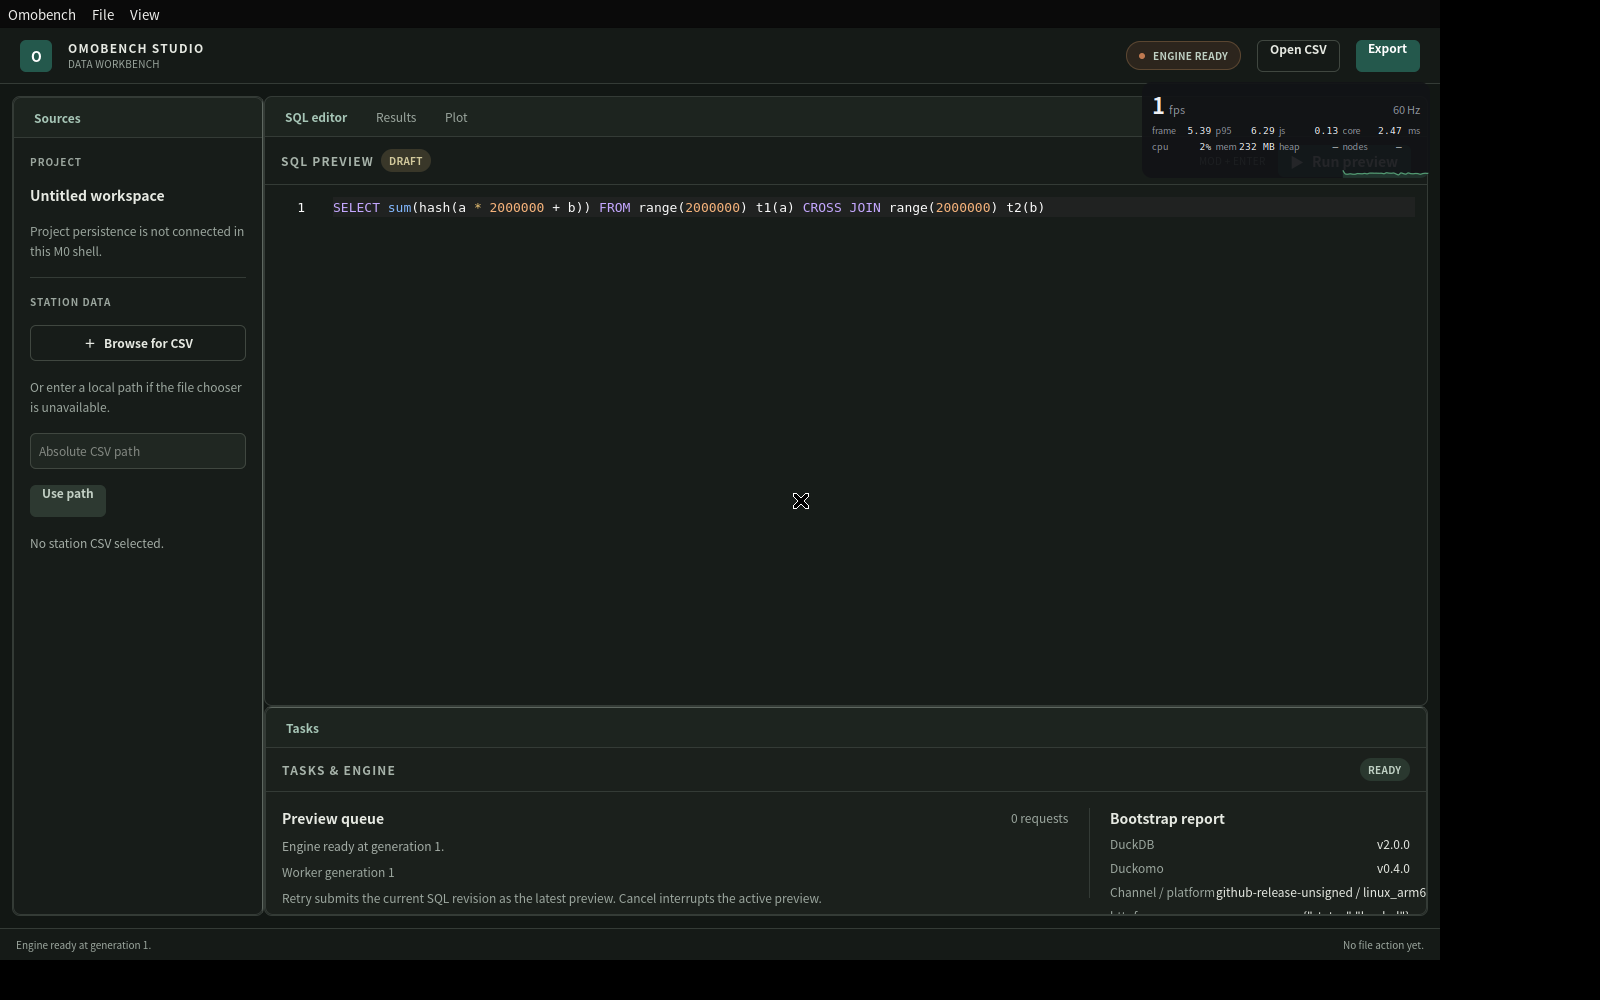 Omobench File View
O OMOBENCH STUDIO
DATA WORKBENCH
ENGINE READY
Open CSV
Export
Sources
PROJECT
Untitled workspace
Project persistence is not connected in
this M0 shell.
STATION DATA
+ Browse for CSV
Or enter a local path if the file chooser
is unavailable.
Absolute CSV path
Use path
No station CSV selected.
SQL editor Results Plot
1 fps 60 Hz
frame 5.39 p95 6.29 js 0.13 core 2.47 ms
cpu 2% mem 232 MB heap — nodes —
SQL PREVIEW DRAFT
MOD + ENTER ▶ Run preview
1 SELECT sum(hash(a * 2000000 + b)) FROM range(2000000) t1(a) CROSS JOIN range(2000000) t2(b)
Tasks
TASKS & ENGINE READY
Preview queue 0 requests
Engine ready at generation 1.
Worker generation 1
Retry submits the current SQL revision as the latest preview. Cancel interrupts the active preview.
Bootstrap report
DuckDB v2.0.0
Duckomo v0.4.0
Channel / platform github-release-unsigned / linux_arm6
Engine ready at generation 1. No file action yet.